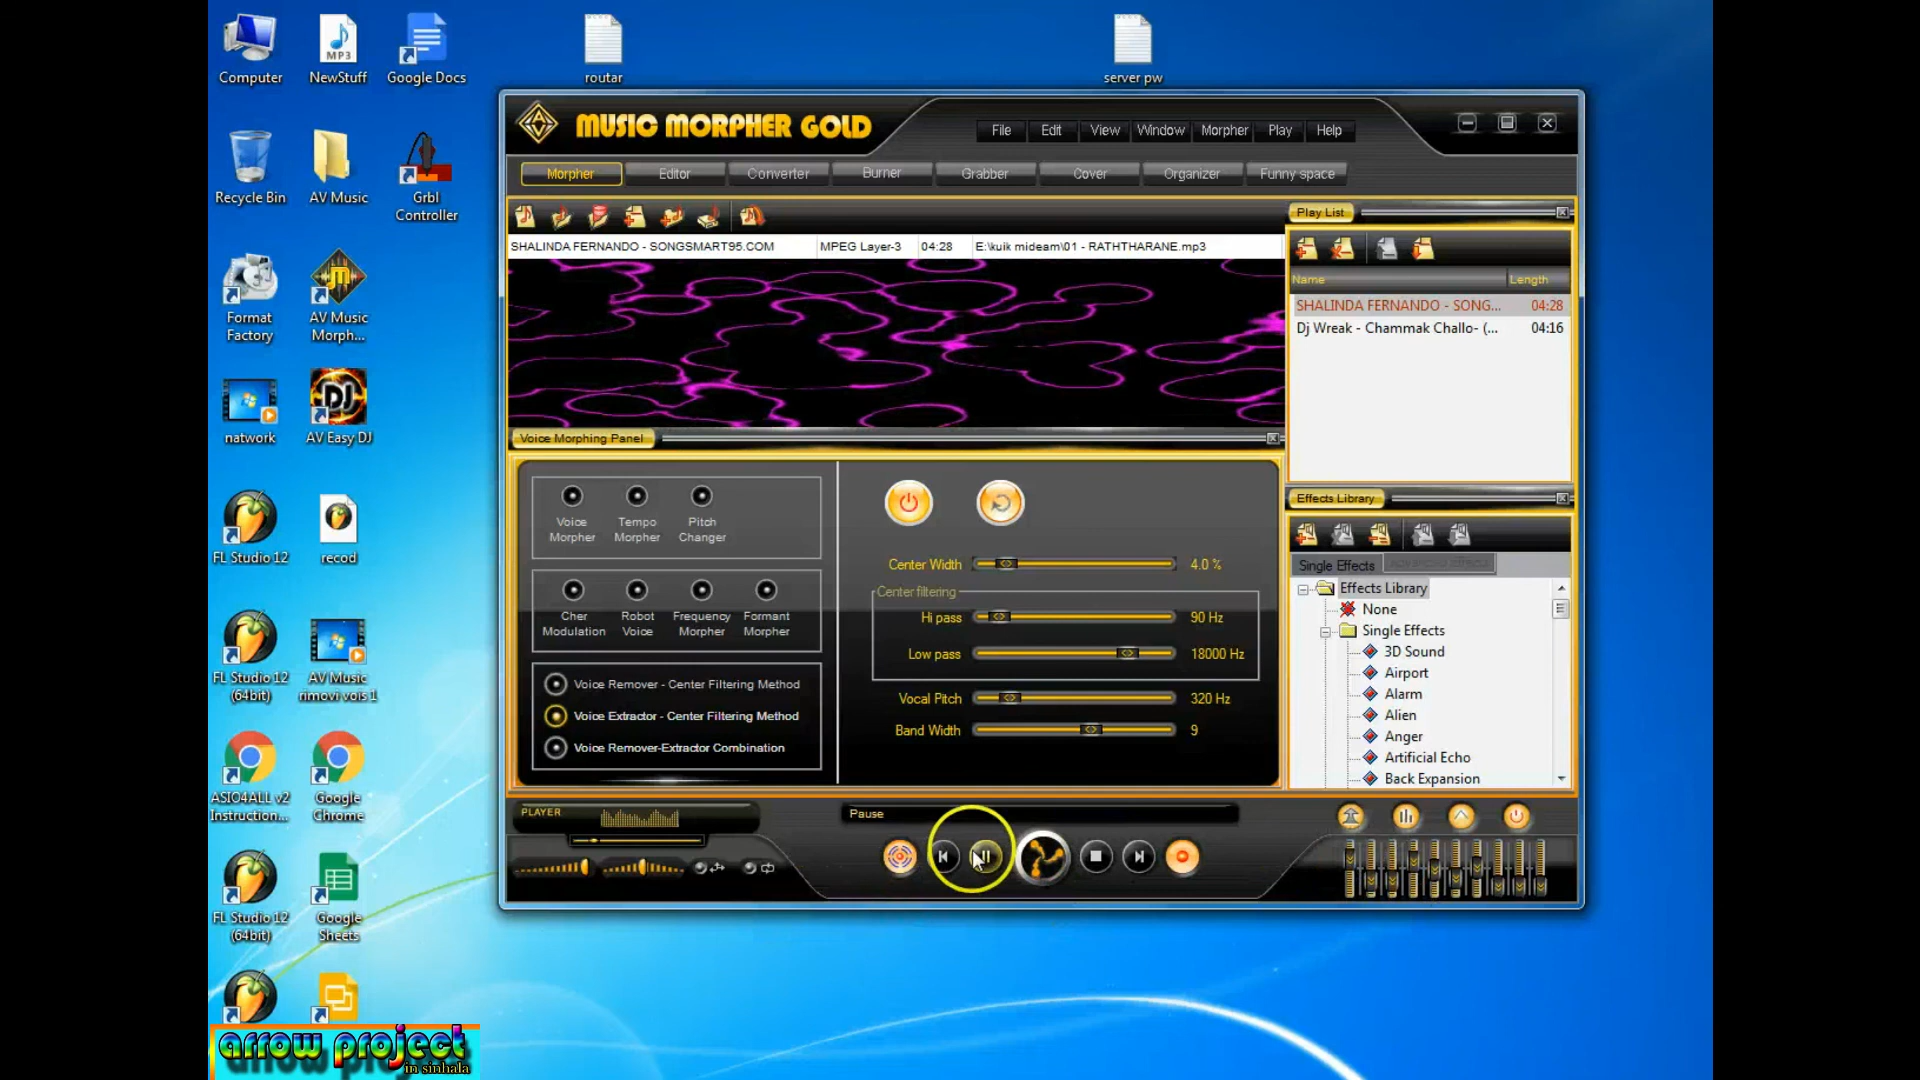 Computer
NewStuff
Google Docs
routar
server pw
Recycle Bin
AV Music
Grbl
Controller
Format
Factory
AV Music
Morph...
natwork
AV Easy DJ
FL Studio 12
recod
FL Studio 12
(64bit)
AV Music
rimovi vois 1
ASIO4ALL v2
Instruction...
Google
Chrome
FL Studio 12
(64bit)
Google
Sheets
arrow project
in sinhala
MUSIC MORPHER GOLD
File Edit View Window Morpher Play Help
Morpher Editor Converter Burner Grabber Cover Organizer Funny space
SHALINDA FERNANDO - SONGSMART95.COM MPEG Layer-3 04:28 E:\kuik mideam\01 - RATHTHARANE.mp3
Voice Morphing Panel
Voice
Morpher
Tempo
Morpher
Pitch
Changer
Cher
Modulation
Robot
Voice
Frequency
Morpher
Formant
Morpher
Voice Remover - Center Filtering Method
Voice Extractor - Center Filtering Method
Voice Remover-Extractor Combination
Center Width 4.0 %
Center filtering
Hi pass 90 Hz
Low pass 18000 Hz
Vocal Pitch 320 Hz
Band Width 9
Play List
Name Length
SHALINDA FERNANDO - SONG... 04:28
Dj Wreak - Chammak Challo- (... 04:16
Effects Library
Single Effects
Effects Library
None
Single Effects
3D Sound
Airport
Alarm
Alien
Anger
Artificial Echo
Back Expansion
PLAYER
Pause
DJ
MP3